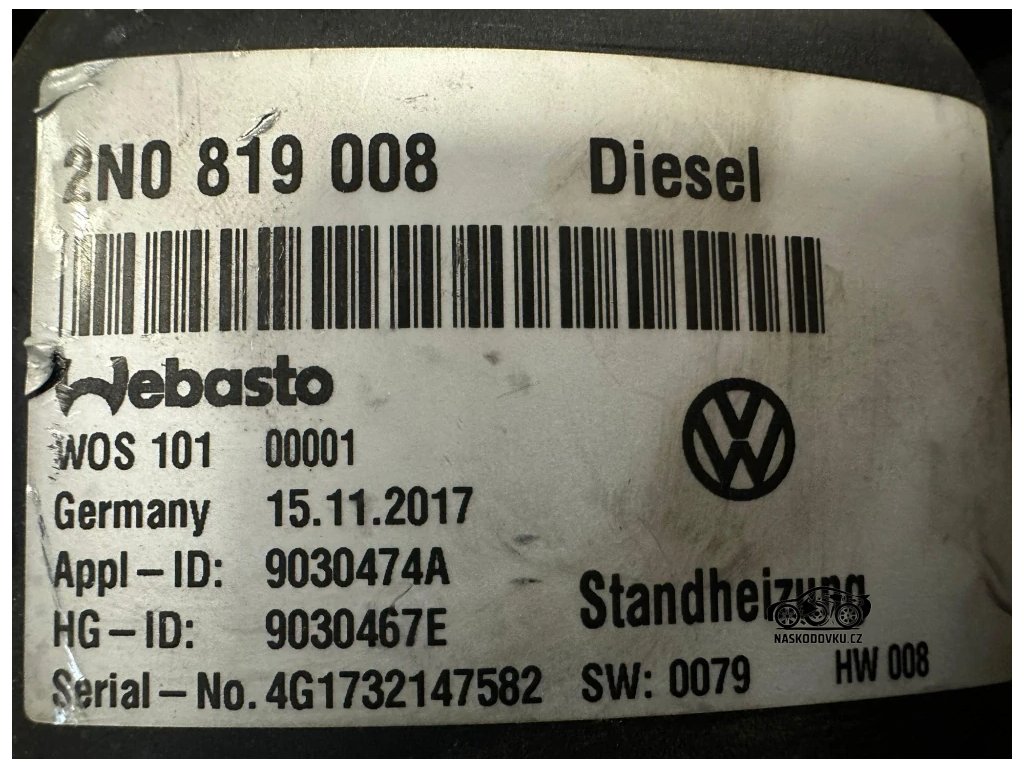 2N0 819 008 Diesel
Webasto
WOS 101 00001
Germany 15.11.2017
Appl – ID: 9030474A
HG – ID: 9030467E
Standheizung
NASKODOVKU.CZ
Serial – No. 4G1732147582 SW: 0079 HW 008